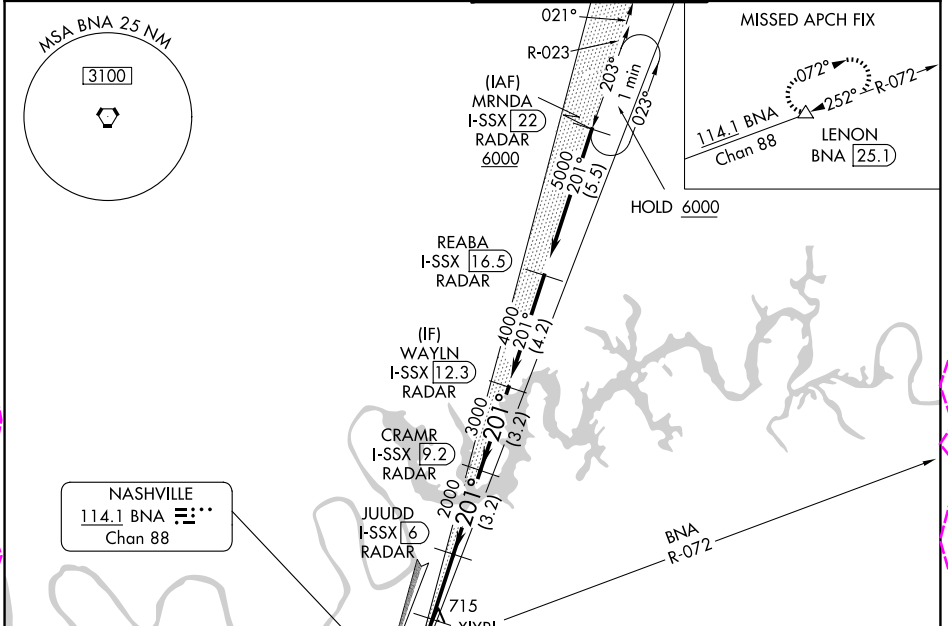 MSA BNA 25 NM
3100
021°
R-023
203°
1 min
023°
(IAF)
MRNDA
I-SSX 22
RADAR
6000
5000
201°
(5.5)
HOLD 6000
MISSED APCH FIX
072°
252°
R-072
114.1 BNA
Chan 88
LENON
BNA 25.1
REABA
I-SSX 16.5
RADAR
4000
201°
(4.2)
(IF)
WAYLN
I-SSX 12.3
RADAR
3000
201°
(3.2)
CRAMR
I-SSX 9.2
RADAR
2000
201°
(3.2)
NASHVILLE
114.1 BNA
Chan 88
JUUDD
I-SSX 6
RADAR
BNA
R-072
715